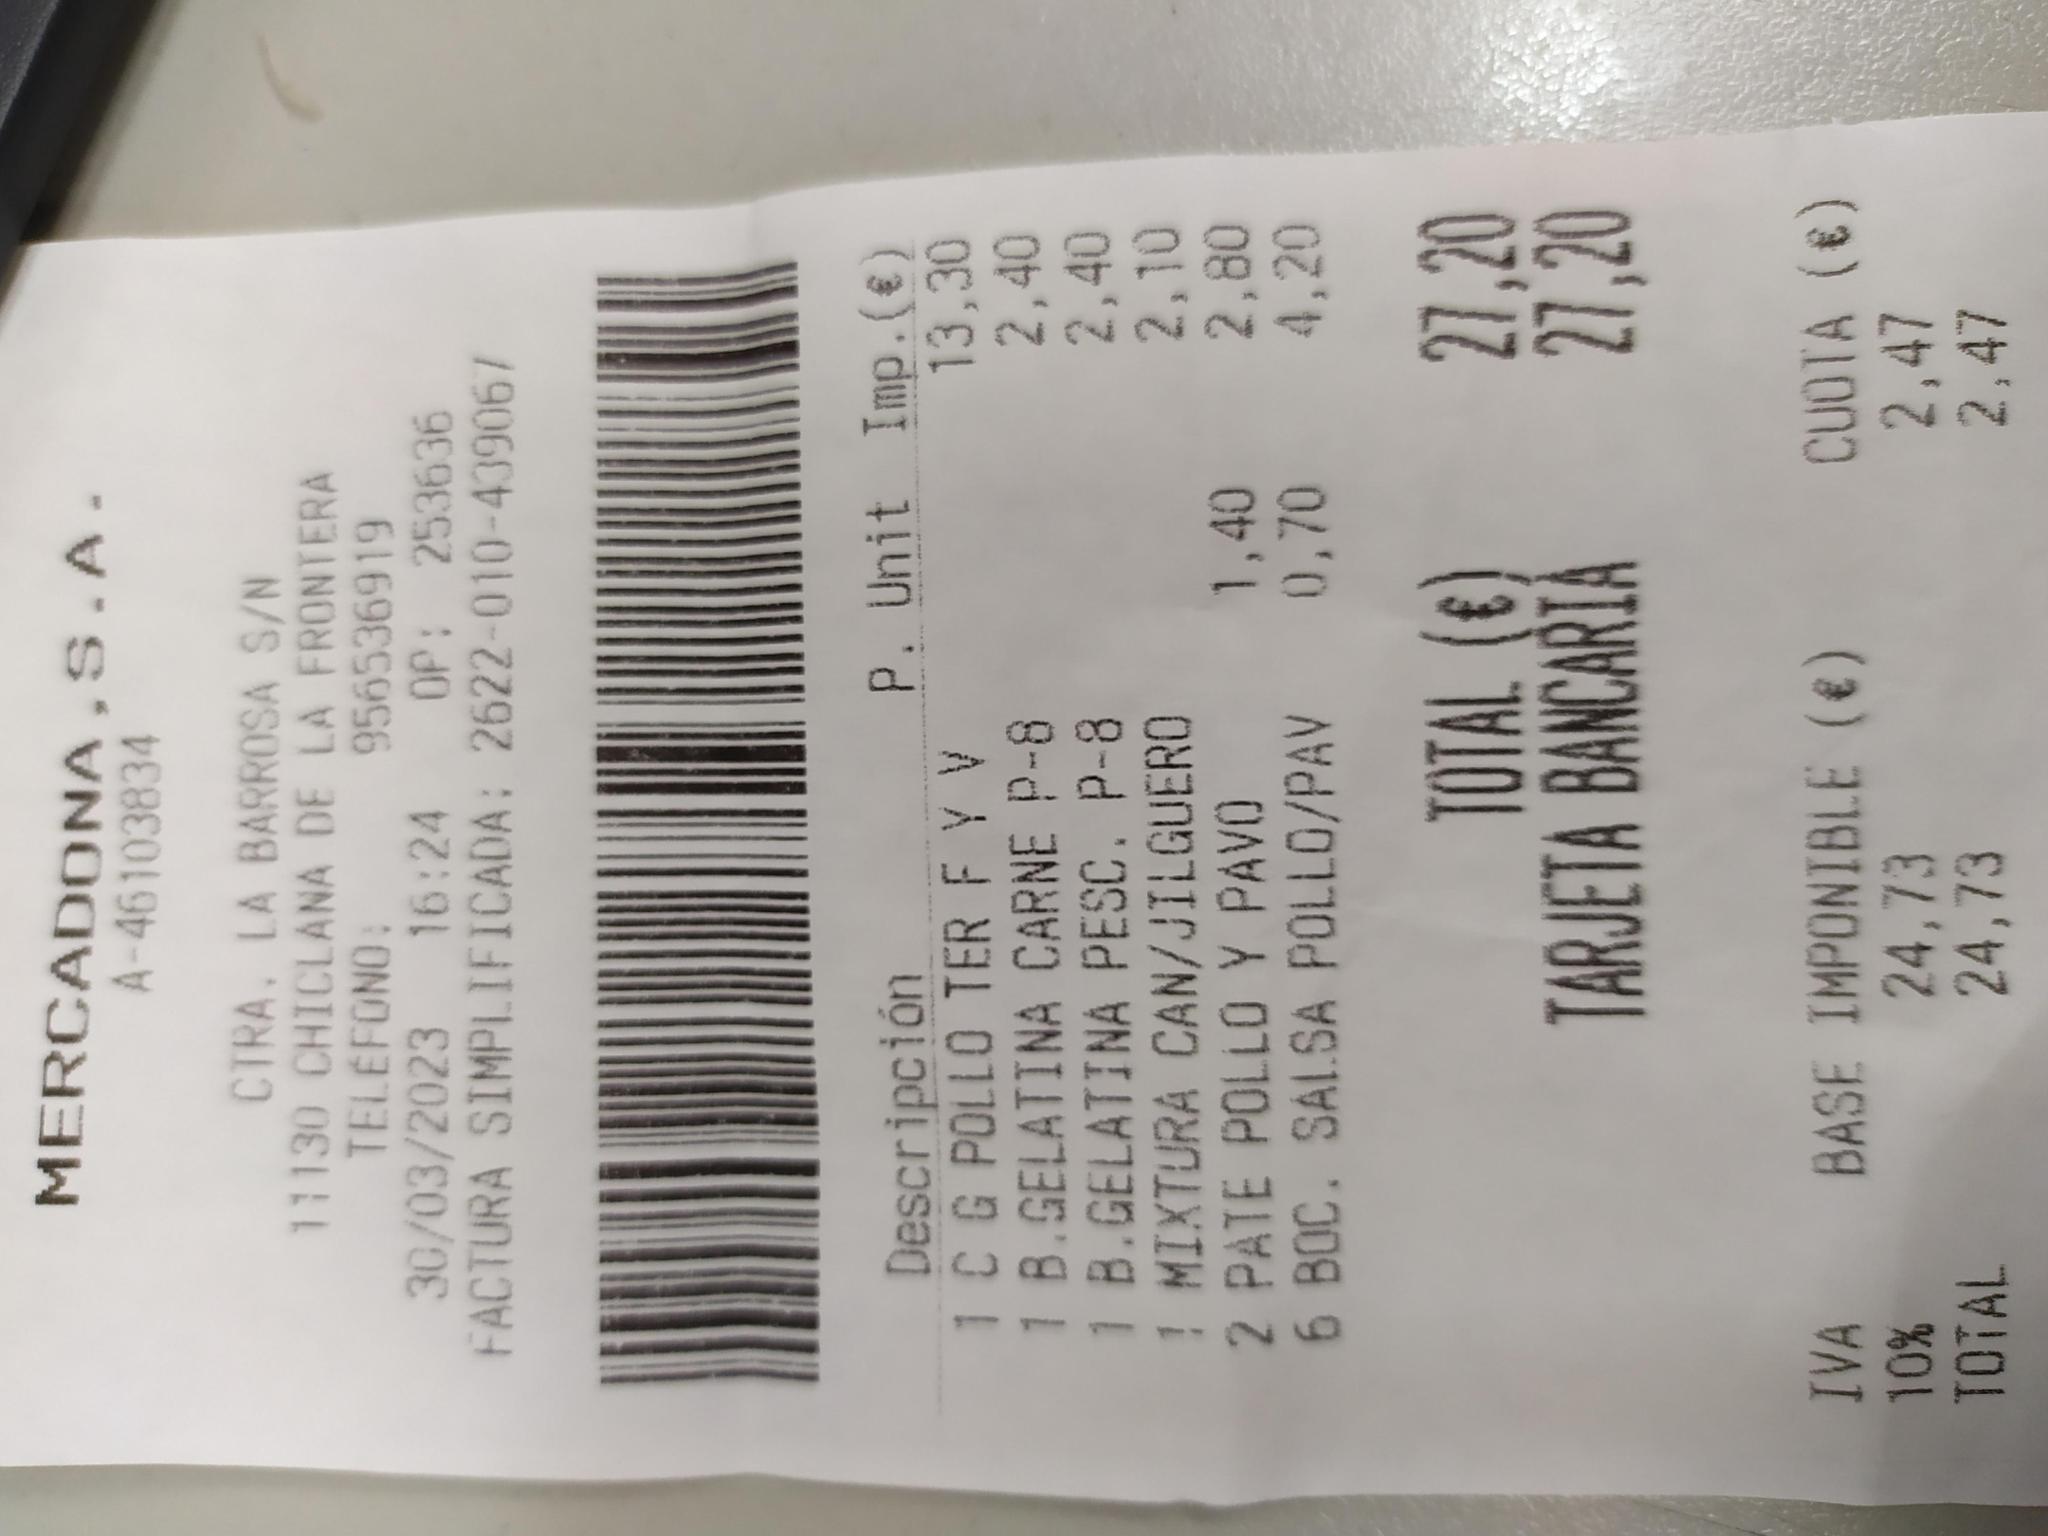 MERCADONA,S.A.
A-46103834
CTRA. LA BARROSA S/N
11130 CHICLANA DE LA FRONTERA
TELÉFONO: 956536919
30/03/2023 16:24 OP: 253636
FACTURA SIMPLIFICADA: 2622-010-439067
Descripción P. Unit Imp.(€)
1 C G POLLO TER F Y V 13,30
1 B.GELATINA CARNE P-8 2,40
1 B.GELATINA PESC. P-8 2,40
1 MIXTURA CAN/JILGUERO 2,10
2 PATE POLLO Y PAVO 1,40 2,80
6 BOC. SALSA POLLO/PAV 0,70 4,20
TOTAL (€) 27,20
TARJETA BANCARIA 27,20
IVA BASE IMPONIBLE (€) CUOTA (€)
10% 24,73 2,47
TOTAL 24,73 2,47